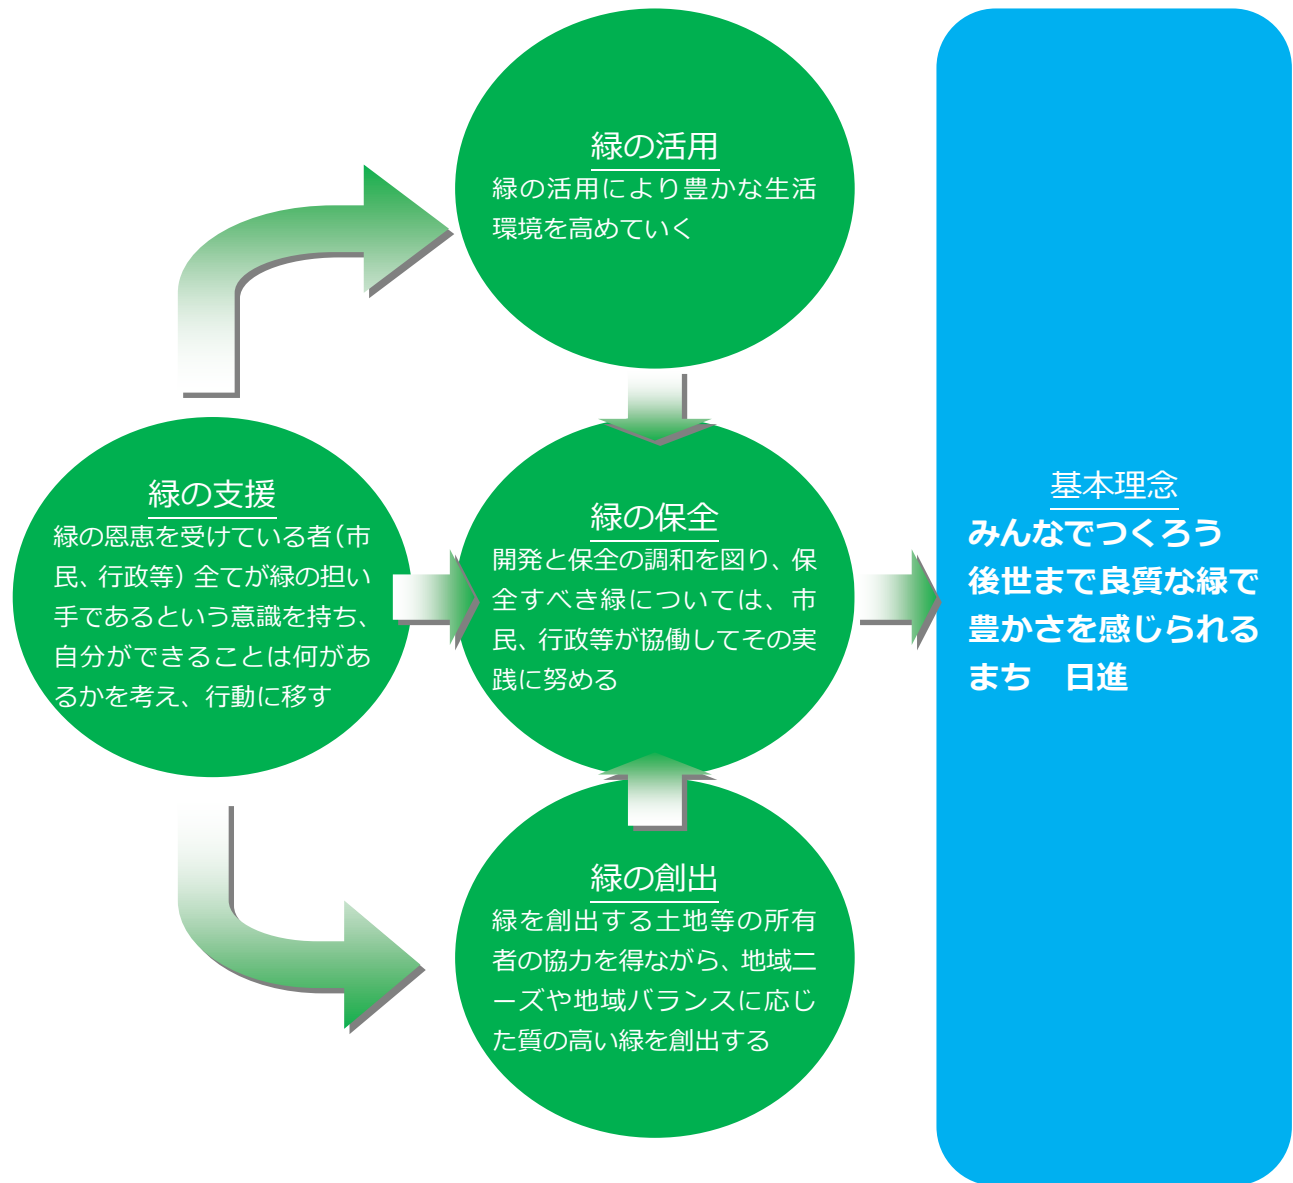 緑の活用
緑の活用により豊かな生活
環境を高めていく
緑の支援
緑の恩恵を受けている者（市
民、行政等）全てが緑の担い
手であるという意識を持ち、
自分ができることは何があ
るかを考え、行動に移す
緑の保全
開発と保全の調和を図り、保
全すべき緑については、市
民、行政等が協働してその実
践に努める
緑の創出
緑を創出する土地等の所有
者の協力を得ながら、地域ニ
ーズや地域バランスに応じ
た質の高い緑を創出する
基本理念
みんなでつくろう
後世まで良質な緑で
豊かさを感じられる
まち　日進